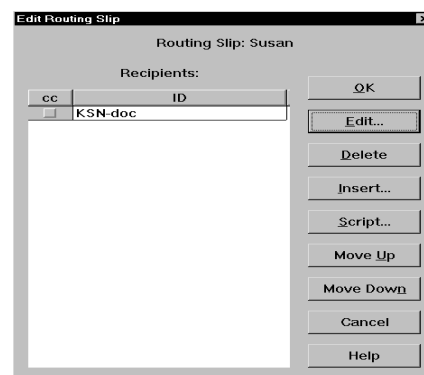 Edit Routing Slip
Routing Slip: Susan
Recipients:
cc ID
KSN-doc
OK
Edit...
Delete
Insert...
Script...
Move Up
Move Down
Cancel
Help